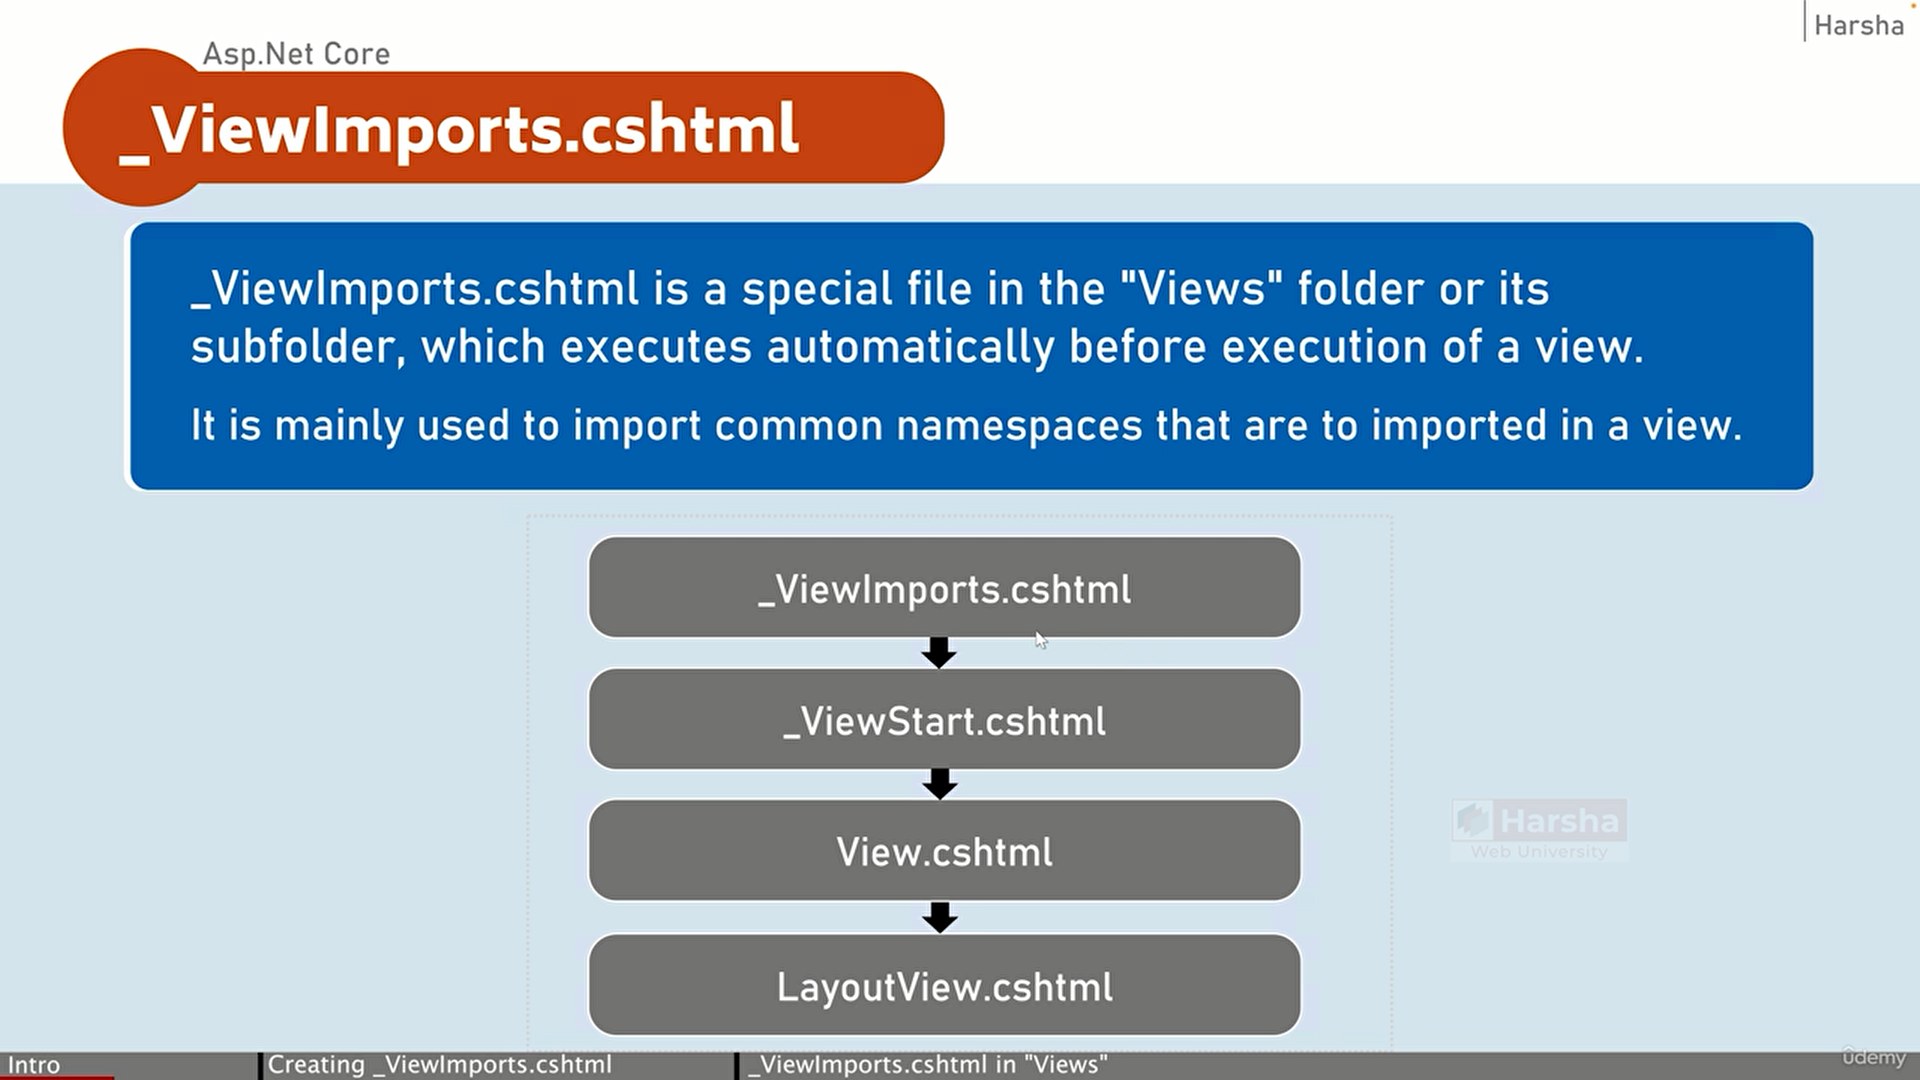 Harsha
Asp.Net Core
_ViewImports.cshtml
_ViewImports.cshtml is a special file in the "Views" folder or its
subfolder, which executes automatically before execution of a view.
It is mainly used to import common namespaces that are to imported in a view.
_ViewImports.cshtml
_ViewStart.cshtml
View.cshtml
Harsha
Web University
LayoutView.cshtml
Intro
Creating _ViewImports.cshtml
_ViewImports.cshtml in "Views"
ûdemy